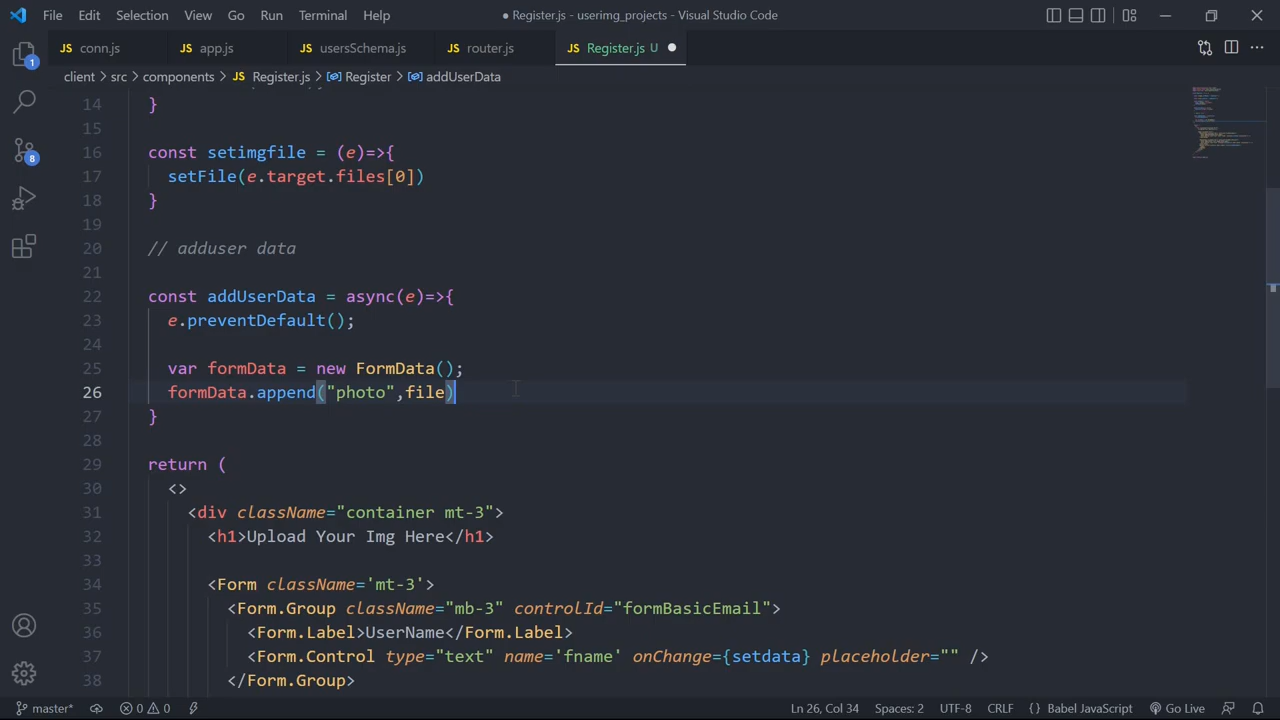 File Edit Selection View Go Run Terminal Help ● Register.js - userimg_projects - Visual Studio Code
JS conn.js JS app.js JS usersSchema.js JS router.js JS Register.js U ●
client > src > components > JS Register.js > Register > addUserData
14 }
15
16 const setimgfile = (e)=>{
17 setFile(e.target.files[0])
18 }
19
20 // adduser data
21
22 const addUserData = async(e)=>{
23 e.preventDefault();
24
25 var formData = new FormData();
26 formData.append("photo",file)
27 }
28
29 return (
30 <>
31 <div className="container mt-3">
32 <h1>Upload Your Img Here</h1>
33
34 <Form className='mt-3'>
35 <Form.Group className="mb-3" controlId="formBasicEmail">
36 <Form.Label>UserName</Form.Label>
37 <Form.Control type="text" name='fname' onChange={setdata} placeholder="" />
38 </Form.Group>
1
8
master* 0 0 Ln 26, Col 34 Spaces: 2 UTF-8 CRLF {} Babel JavaScript Go Live